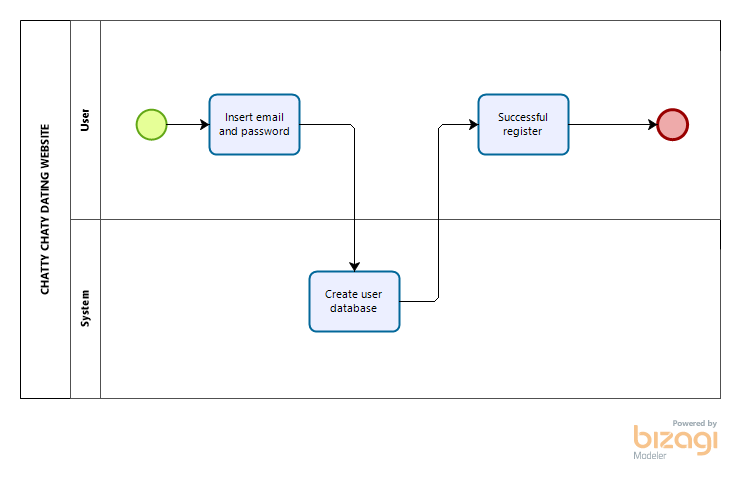 CHATTY CHATY DATING WEBSITE
User
Insert email
and password
Successful
register
System
Create user
database
Powered by
bizagi
Modeler